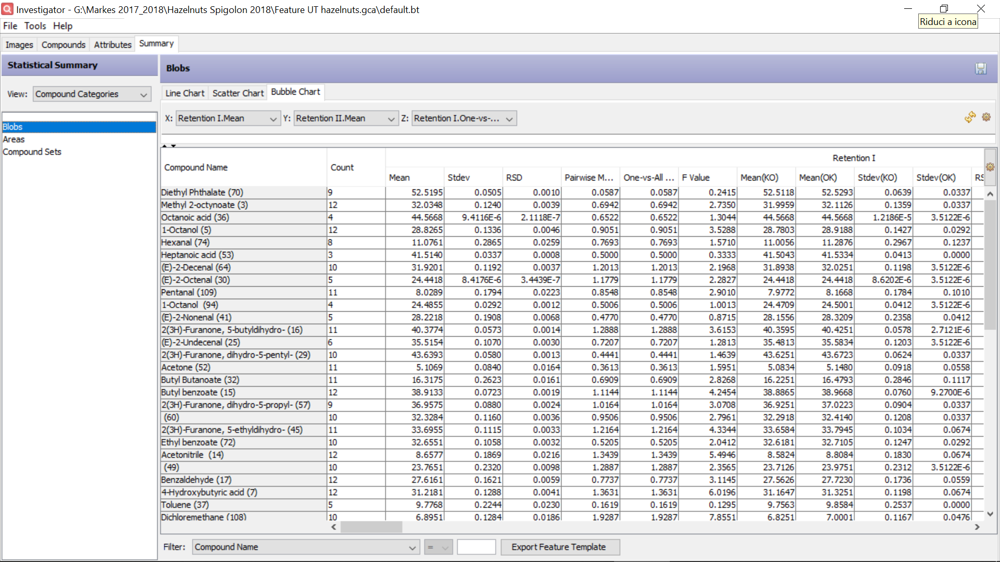 Investigator - G:\Markes 2017_2018\Hazelnuts Spigolon 2018\Feature UT hazelnuts.gca\default.bt
Riduci a icona
File Tools Help
Images Compounds Attributes Summary
Statistical Summary
View: Compound Categories
Blobs
Areas
Compound Sets
Blobs
Line Chart Scatter Chart Bubble Chart
X: Retention I.Mean Y: Retention II.Mean Z: Retention I.One-vs-...
Retention I
Compound Name Count Mean Stdev RSD Pairwise M... One-vs-All ... F Value Mean(KO) Mean(OK) Stdev(KO) Stdev(OK) RS
Diethyl Phthalate (70) 9 52.5195 0.0505 0.0010 0.0587 0.0587 0.2415 52.5118 52.5293 0.0639 0.0337
Methyl 2-octynoate (3) 12 32.0348 0.1240 0.0039 0.6942 0.6942 2.7350 31.9959 32.1126 0.1359 0.0337
Octanoic acid (36) 4 44.5668 9.4116E-6 2.1118E-7 0.6522 0.6522 1.3044 44.5668 44.5668 1.2186E-5 3.5122E-6
1-Octanol (5) 12 28.8265 0.1336 0.0046 0.9051 0.9051 3.5288 28.7803 28.9188 0.1427 0.0292
Hexanal (74) 8 11.0761 0.2865 0.0259 0.7693 0.7693 1.5710 11.0056 11.2876 0.2967 0.1237
Heptanoic acid (53) 3 41.5140 0.0337 0.0008 0.5000 0.5000 0.3333 41.5043 41.5334 0.0413 0.0000
(E)-2-Decenal (64) 10 31.9201 0.1192 0.0037 1.2013 1.2013 2.1968 31.8938 32.0251 0.1198 3.5122E-6
(E)-2-Octenal (30) 5 24.4418 8.4176E-6 3.4439E-7 1.1779 1.1779 2.2827 24.4418 24.4418 8.6202E-6 3.5122E-6
Pentanal (109) 11 8.0289 0.1794 0.0223 0.8548 0.8548 2.9010 7.9772 8.1668 0.1784 0.1010
1-Octanol (94) 4 24.4855 0.0292 0.0012 0.5006 0.5006 1.0013 24.4709 24.5001 0.0412 3.5122E-6
(E)-2-Nonenal (41) 5 28.2218 0.1908 0.0068 0.4770 0.4770 0.8715 28.1556 28.3209 0.2358 0.0412
2(3H)-Furanone, 5-butyldihydro- (16) 11 40.3774 0.0573 0.0014 1.2888 1.2888 3.6153 40.3595 40.4251 0.0578 2.7121E-6
(E)-2-Undecenal (25) 6 35.5154 0.1070 0.0030 0.7207 0.7207 1.2813 35.4813 35.5834 0.1203 3.5122E-6
2(3H)-Furanone, dihydro-5-pentyl- (29) 10 43.6393 0.0580 0.0013 0.4441 0.4441 1.4639 43.6251 43.6723 0.0624 0.0337
Acetone (52) 11 5.1069 0.0840 0.0164 0.3613 0.3613 1.5951 5.0834 5.1480 0.0918 0.0558
Butyl Butanoate (32) 11 16.3175 0.2623 0.0161 0.6909 0.6909 2.8268 16.2251 16.4793 0.2846 0.1117
Butyl benzoate (15) 12 38.9133 0.0723 0.0019 1.1144 1.1144 4.2454 38.8865 38.9668 0.0760 9.2700E-6
2(3H)-Furanone, dihydro-5-propyl- (57) 9 36.9575 0.0880 0.0024 1.0164 1.0164 3.0708 36.9251 37.0223 0.0904 0.0337
(60) 10 32.3284 0.1160 0.0036 0.9506 0.9506 2.7961 32.2918 32.4140 0.1208 0.0337
2(3H)-Furanone, 5-ethyldihydro- (45) 11 33.6955 0.1115 0.0033 1.2164 1.2164 4.3344 33.6584 33.7945 0.1034 0.0674
Ethyl benzoate (72) 10 32.6551 0.1058 0.0032 0.5205 0.5205 2.0412 32.6181 32.7105 0.1247 0.0292
Acetonitrile (14) 12 8.6577 0.1869 0.0216 1.3439 1.3439 5.4946 8.5824 8.8084 0.1830 0.0674
(49) 10 23.7651 0.2320 0.0098 1.2887 1.2887 2.3565 23.7126 23.9751 0.2312 3.5122E-6
Benzaldehyde (17) 12 27.6161 0.1621 0.0059 0.7737 0.7737 3.1145 27.5626 27.7230 0.1736 0.0559
4-Hydroxybutyric acid (7) 12 31.2181 0.1288 0.0041 1.3631 1.3631 6.0196 31.1647 31.3251 0.1198 0.0674
Toluene (37) 5 9.7768 0.2244 0.0230 0.1619 0.1619 0.1295 9.7563 9.8584 0.2537 0.0000
Dichloromethane (108) 10 6.8951 0.1284 0.0186 1.9287 1.9287 7.8551 6.8251 7.0001 0.1167 0.0476
Filter: Compound Name = Export Feature Template